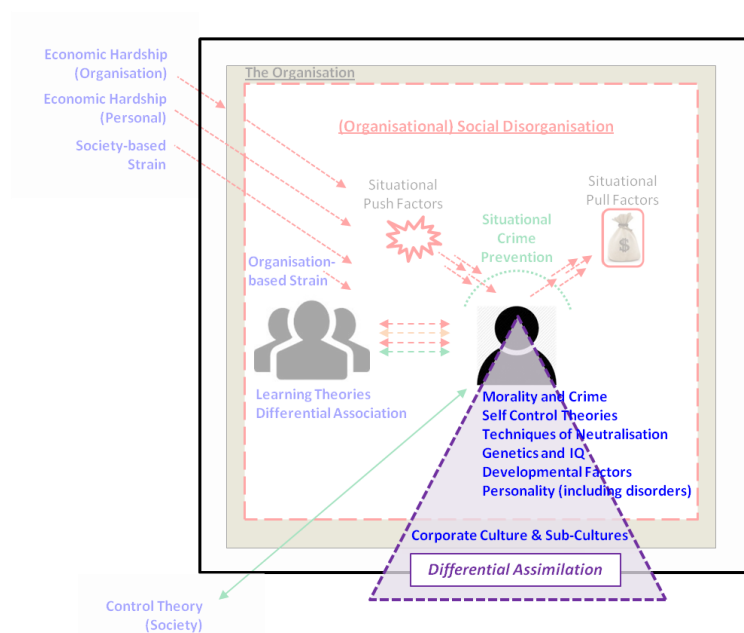 Economic Hardship
(Organisation)
Economic Hardship
(Personal)
Society-based
Strain
The Organisation
(Organisational) Social Disorganisation
Situational
Push Factors
Situational
Pull Factors
Situational
Crime
Prevention
$
Organisation-
based Strain
Learning Theories
Differential Association
Morality and Crime
Self Control Theories
Techniques of Neutralisation
Genetics and IQ
Developmental Factors
Personality (including disorders)
Corporate Culture & Sub-Cultures
Differential Assimilation
Control Theory
(Society)